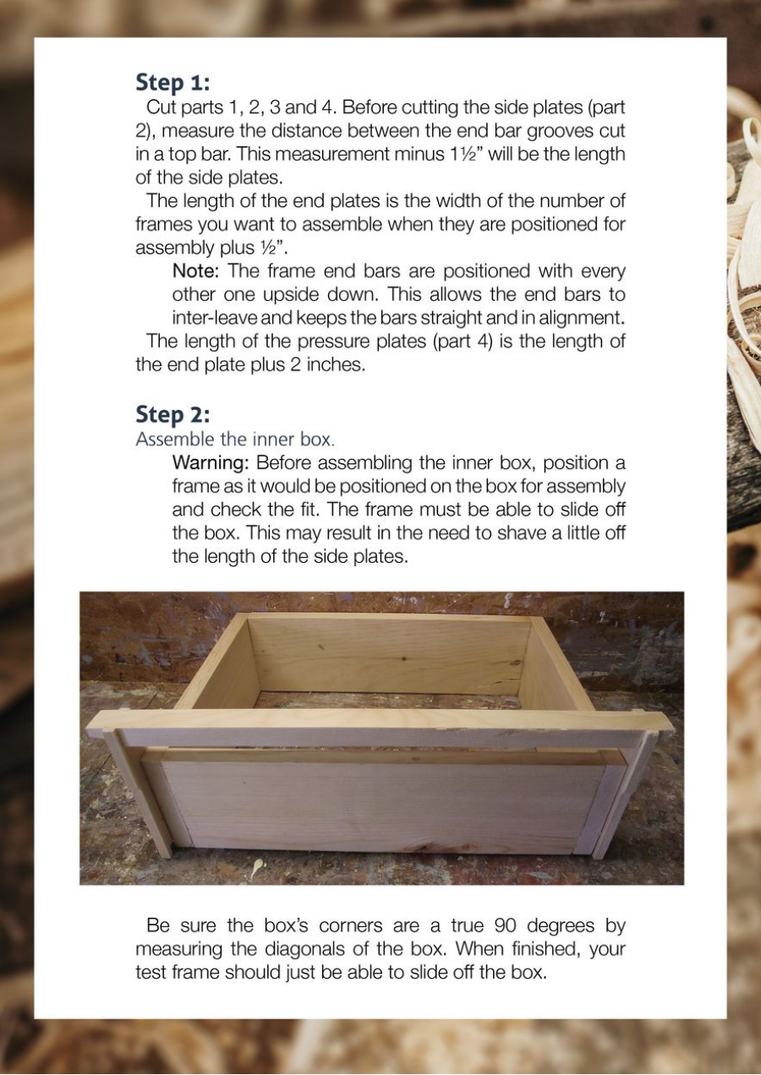 Step 1:
Cut parts 1, 2, 3 and 4. Before cutting the side plates (part
2), measure the distance between the end bar grooves cut
in a top bar. This measurement minus 1½” will be the length
of the side plates.
The length of the end plates is the width of the number of
frames you want to assemble when they are positioned for
assembly plus ½”.
Note: The frame end bars are positioned with every
other one upside down. This allows the end bars to
inter-leave and keeps the bars straight and in alignment.
The length of the pressure plates (part 4) is the length of
the end plate plus 2 inches.
Step 2:
Assemble the inner box.
Warning: Before assembling the inner box, position a
frame as it would be positioned on the box for assembly
and check the fit. The frame must be able to slide off
the box. This may result in the need to shave a little off
the length of the side plates.
Be sure the box’s corners are a true 90 degrees by
measuring the diagonals of the box. When finished, your
test frame should just be able to slide off the box.